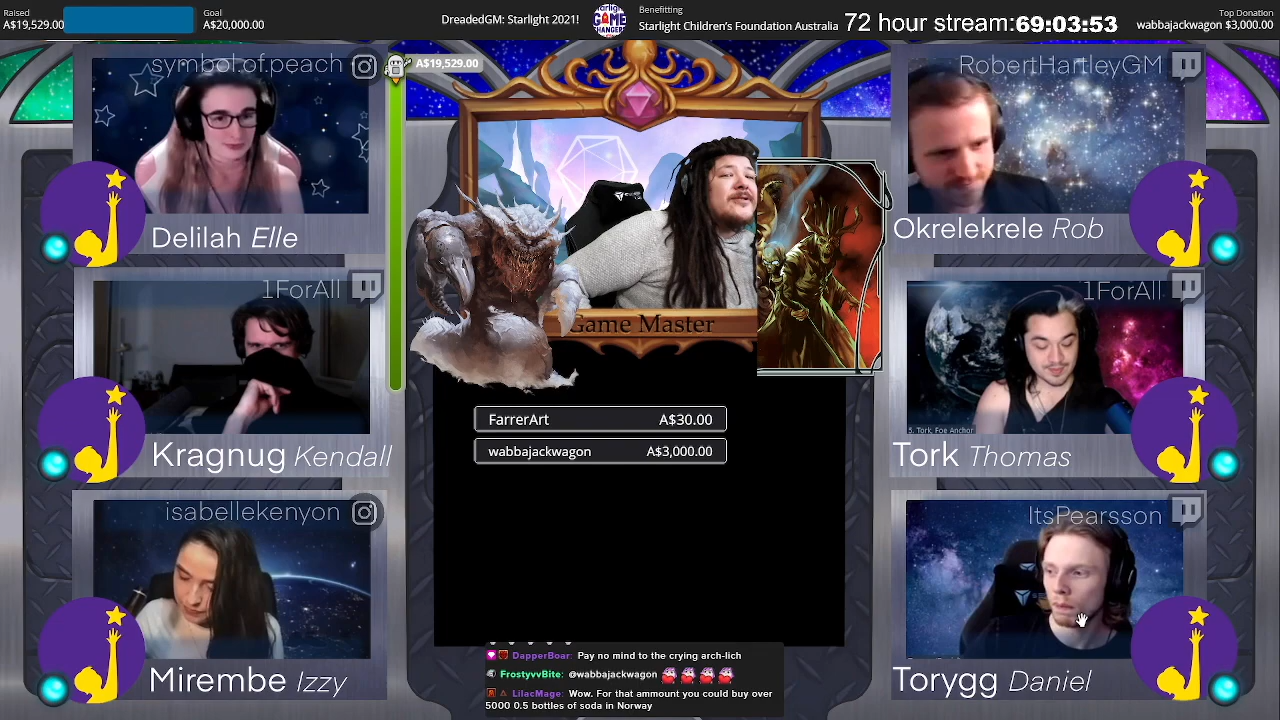 Raised
A$19,529.00
Goal
A$20,000.00
DreadedGM: Starlight 2021!
Benefitting
Starlight Children's Foundation Australia
72 hour stream:69:03:53
Top Donation
wabbajackwagon A$3,000.00
symbol.of.peach
A$19,529.00
RobertHartleyGM
Delilah Elle
Okrelekrele Rob
1ForAll
Game Master
1ForAll
5. Tork, Foe Anchor
Kragnug Kendall
Tork Thomas
FarrerArt A$30.00
wabbajackwagon A$3,000.00
isabellekenyon
ItsPearsson
Mirembe Izzy
Torygg Daniel
DapperBoar: Pay no mind to the crying arch-lich
FrostyvvBite: @wabbajackwagon
LilacMage: Wow. For that ammount you could buy over
5000 0.5 bottles of soda in Norway